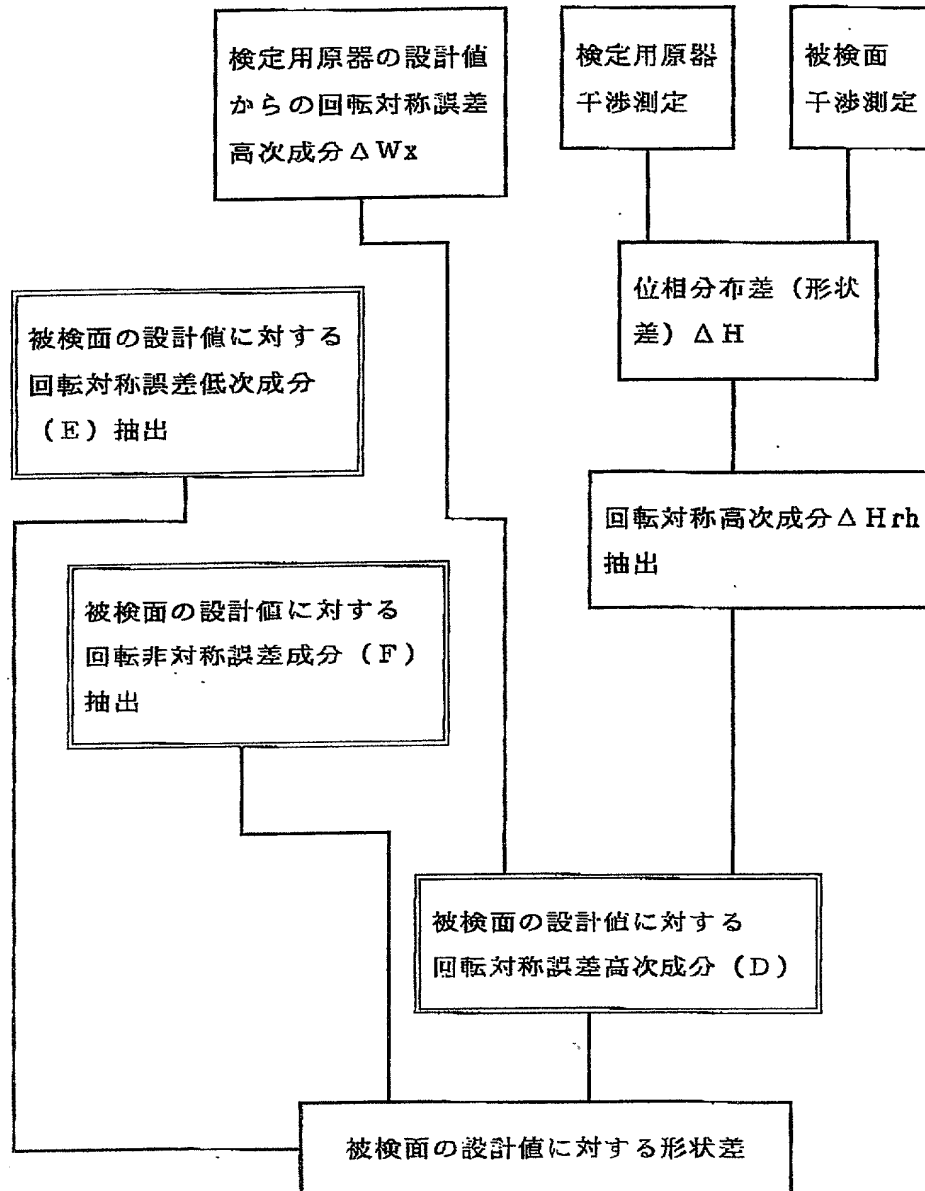 検定用原器の設計値
からの回転対称誤差
高次成分ΔWx
検定用原器
干渉測定
被検面
干渉測定
位相分布差（形状
差）ΔH
被検面の設計値に対する
回転対称誤差低次成分
（E）抽出
回転対称高次成分ΔHrh
抽出
被検面の設計値に対する
回転非対称誤差成分（F）
抽出
被検面の設計値に対する
回転対称誤差高次成分（D）
被検面の設計値に対する形状差